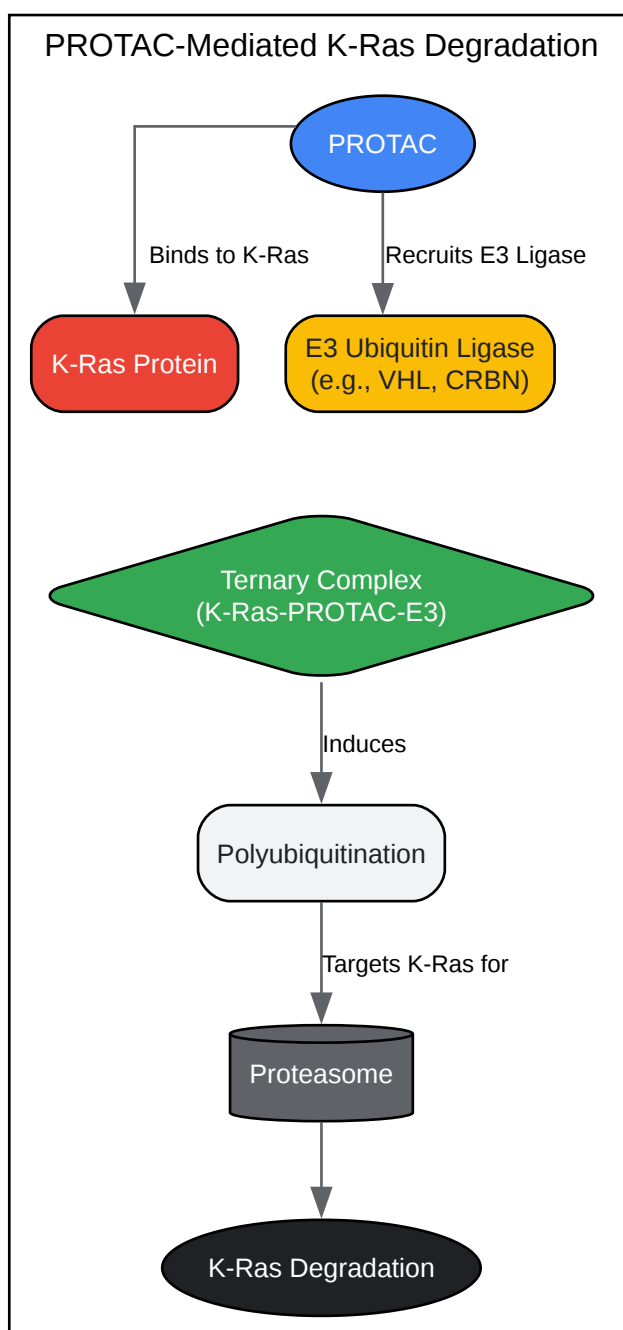 PROTAC-Mediated K-Ras Degradation
PROTAC
Binds to K-Ras
Recruits E3 Ligase
K-Ras Protein
E3 Ubiquitin Ligase
(e.g., VHL, CRBN)
Ternary Complex
(K-Ras-PROTAC-E3)
Induces
Polyubiquitination
Targets K-Ras for
Proteasome
K-Ras Degradation